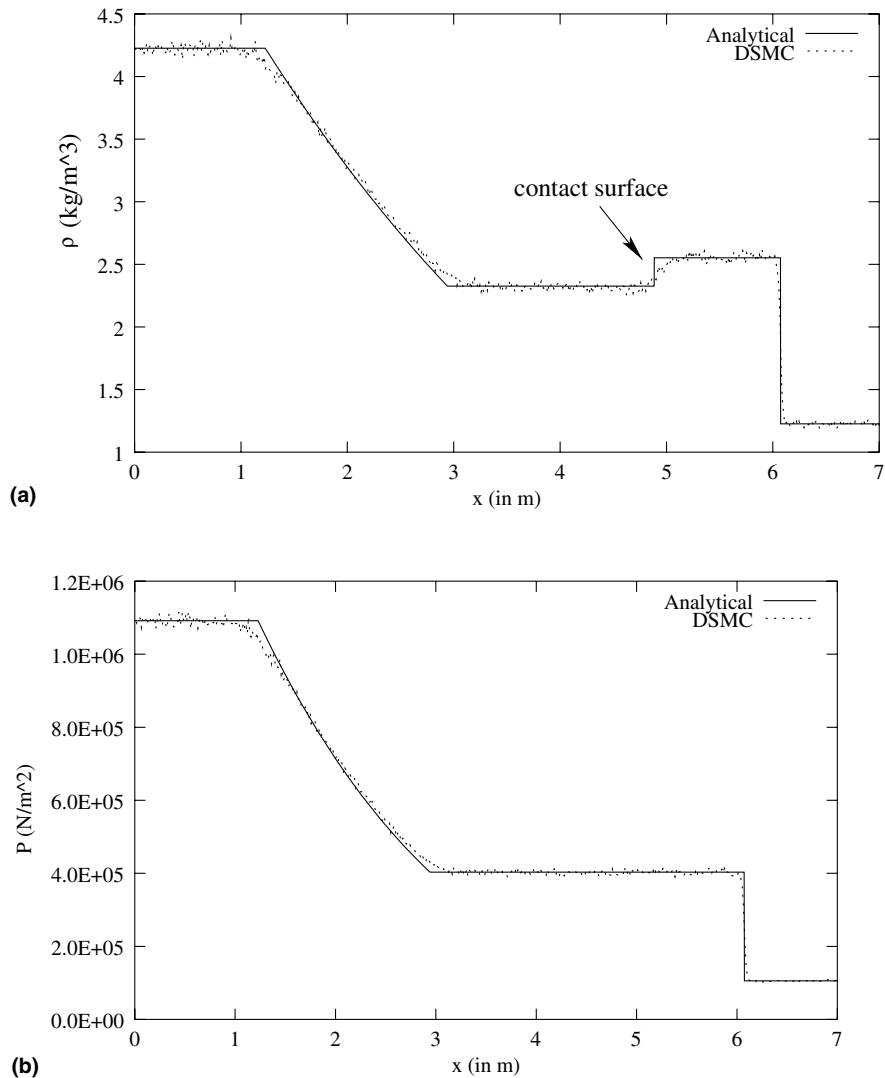 4.5
Analytical
DSMC
4
3.5
ρ (kg/m^3)
3
contact surface
2.5
2
1.5
1
0 1 2 3 4 5 6 7
(a)
x (in m)
1.2E+06
Analytical
DSMC
1.0E+06
8.0E+05
P (N/m^2)
6.0E+05
4.0E+05
2.0E+05
0.0E+00
0 1 2 3 4 5 6 7
(b)
x (in m)